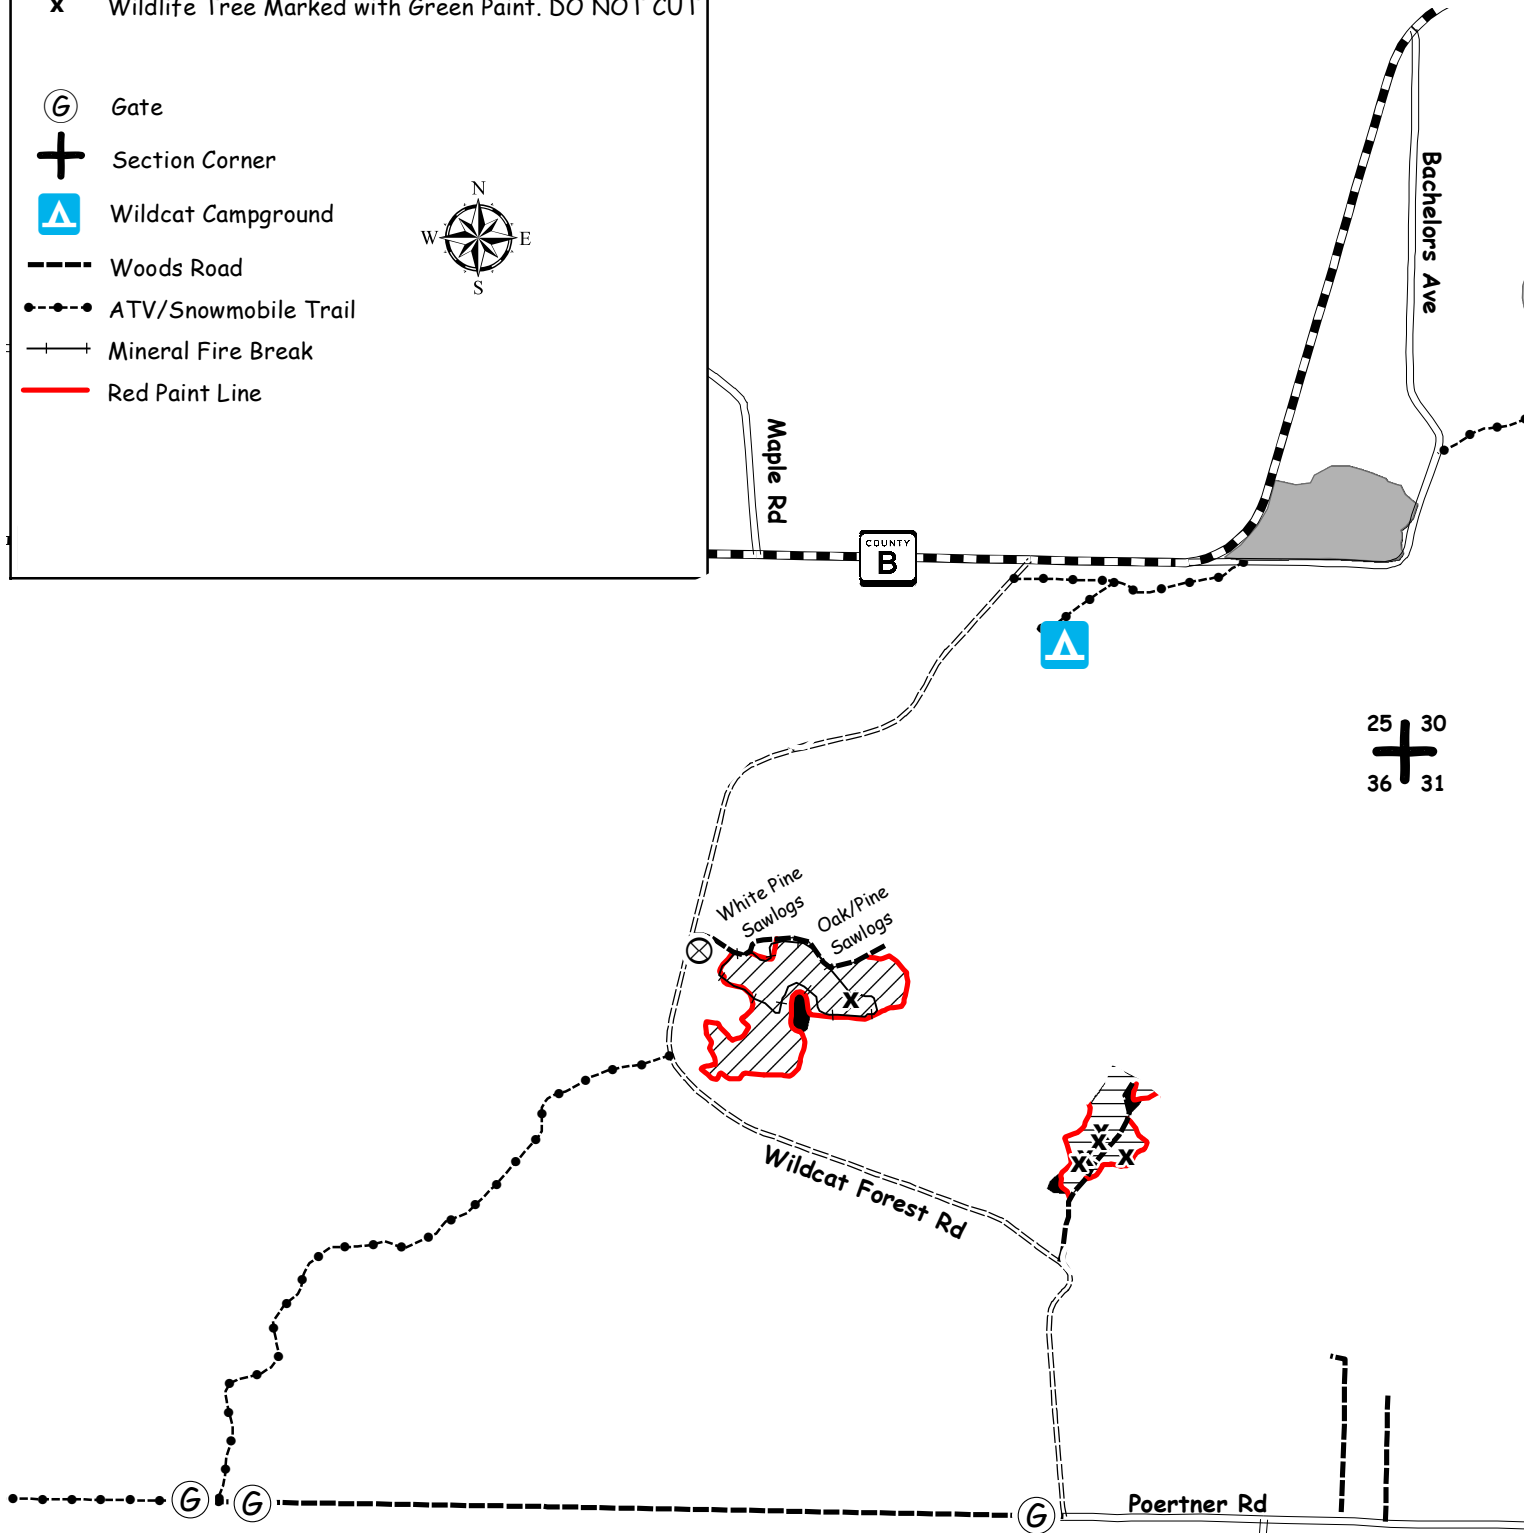 x Wildlife Tree Marked with Green Paint. DO NOT CUT
G Gate
Section Corner
Wildcat Campground
Woods Road
ATV/Snowmobile Trail
Mineral Fire Break
Red Paint Line
N
W E
S
Bachelors Ave
Maple Rd
COUNTY
B
25 30
36 31
White Pine
Sawlogs
Oak/Pine
Sawlogs
X
X
X
X
X
X
Wildcat Forest Rd
G
G
G
Poertner Rd